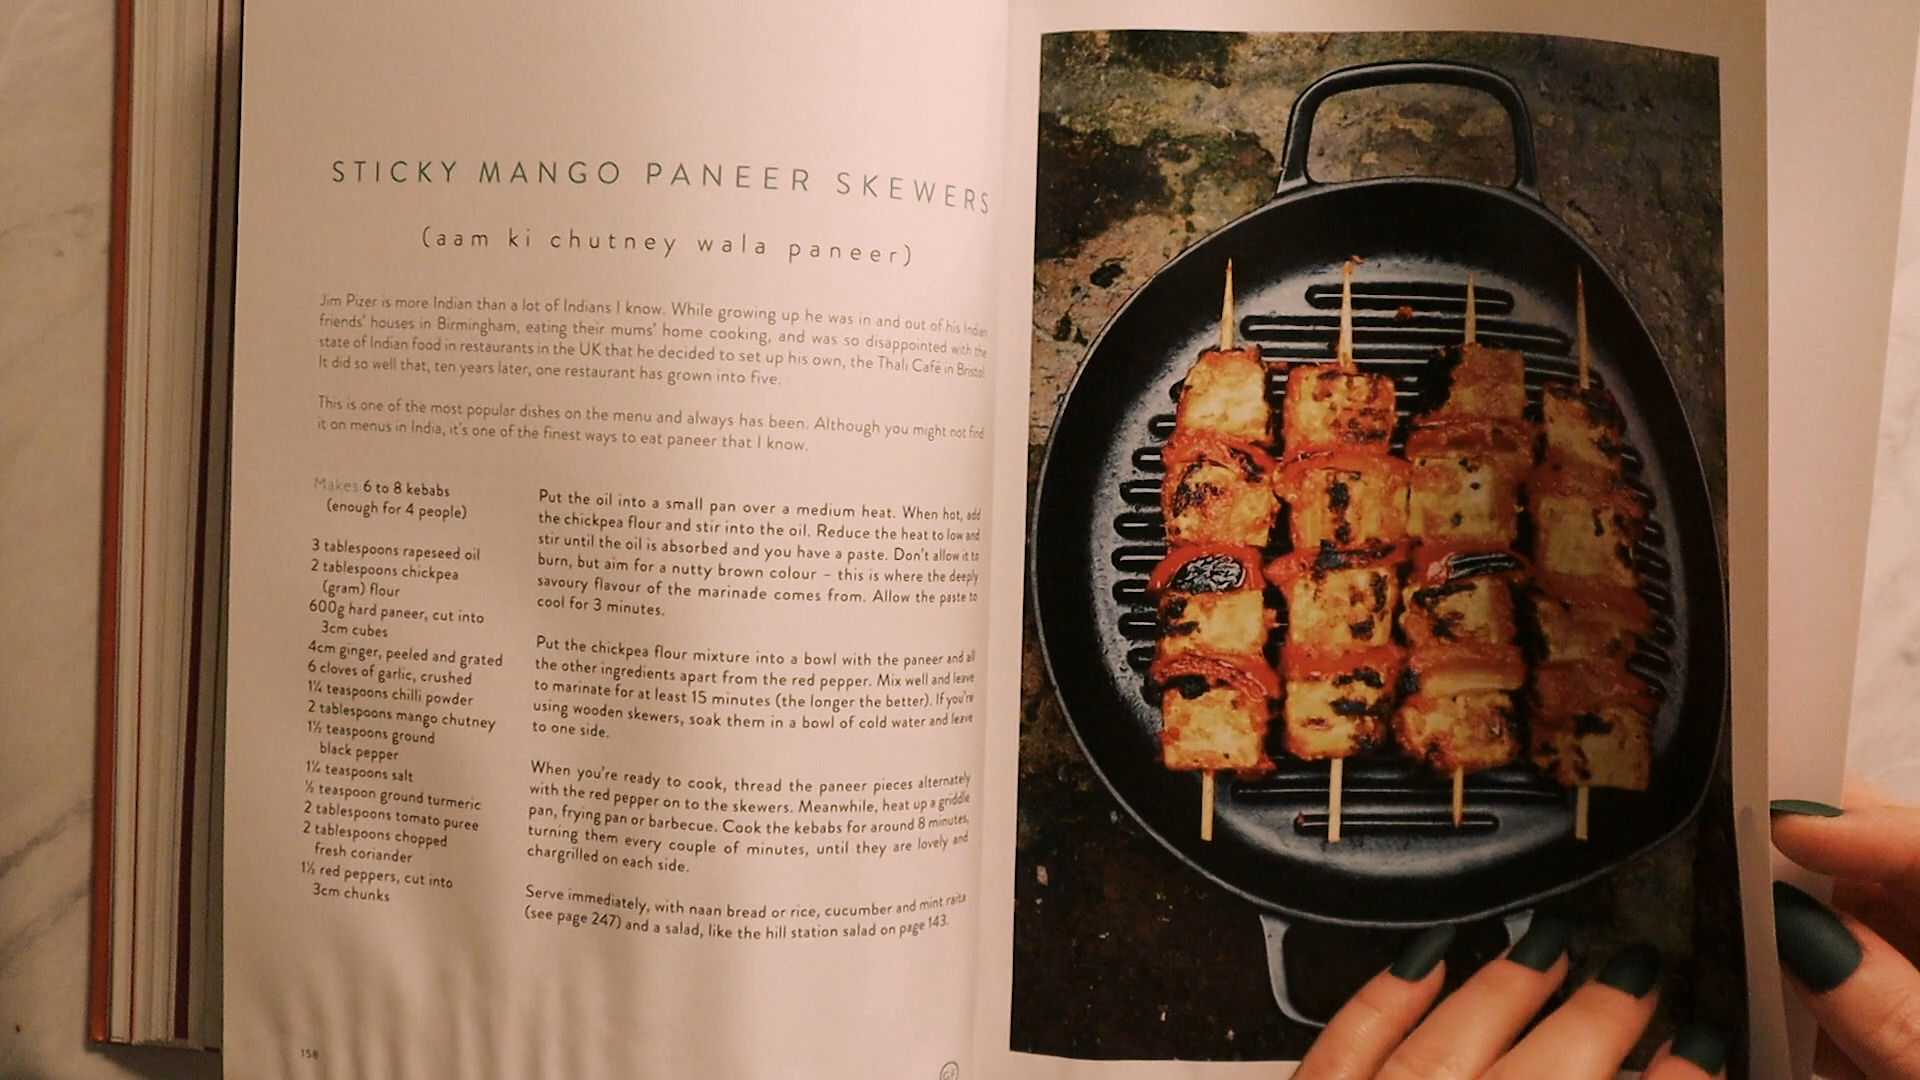 STICKY MANGO PANEER SKEWERS
(aam ki chutney wala paneer)
Jim Pizer is more Indian than a lot of Indians I know. While growing up he was in and out of his Indian
friends' houses in Birmingham, eating their mums' home cooking, and was so disappointed with the
state of Indian food in restaurants in the UK that he decided to set up his own, the Thali Café in Bristol.
It did so well that, ten years later, one restaurant has grown into five.
This is one of the most popular dishes on the menu and always has been. Although you might not find
it on menus in India, it's one of the finest ways to eat paneer that I know.
Makes 6 to 8 kebabs
(enough for 4 people)
3 tablespoons rapeseed oil
2 tablespoons chickpea
(gram) flour
600g hard paneer, cut into
3cm cubes
4cm ginger, peeled and grated
6 cloves of garlic, crushed
1¼ teaspoons chilli powder
2 tablespoons mango chutney
1½ teaspoons ground
black pepper
1¼ teaspoons salt
½ teaspoon ground turmeric
2 tablespoons tomato puree
2 tablespoons chopped
fresh coriander
1½ red peppers, cut into
3cm chunks
Put the oil into a small pan over a medium heat. When hot, add
the chickpea flour and stir into the oil. Reduce the heat to low and
stir until the oil is absorbed and you have a paste. Don't allow it to
burn, but aim for a nutty brown colour – this is where the deeply
savoury flavour of the marinade comes from. Allow the paste to
cool for 3 minutes.
Put the chickpea flour mixture into a bowl with the paneer and all
the other ingredients apart from the red pepper. Mix well and leave
to marinate for at least 15 minutes (the longer the better). If you're
using wooden skewers, soak them in a bowl of cold water and leave
to one side.
When you're ready to cook, thread the paneer pieces alternately
with the red pepper on to the skewers. Meanwhile, heat up a griddle
pan, frying pan or barbecue. Cook the kebabs for around 8 minutes,
turning them every couple of minutes, until they are lovely and
chargrilled on each side.
Serve immediately, with naan bread or rice, cucumber and mint raita
(see page 247) and a salad, like the hill station salad on page 143.
158
GF